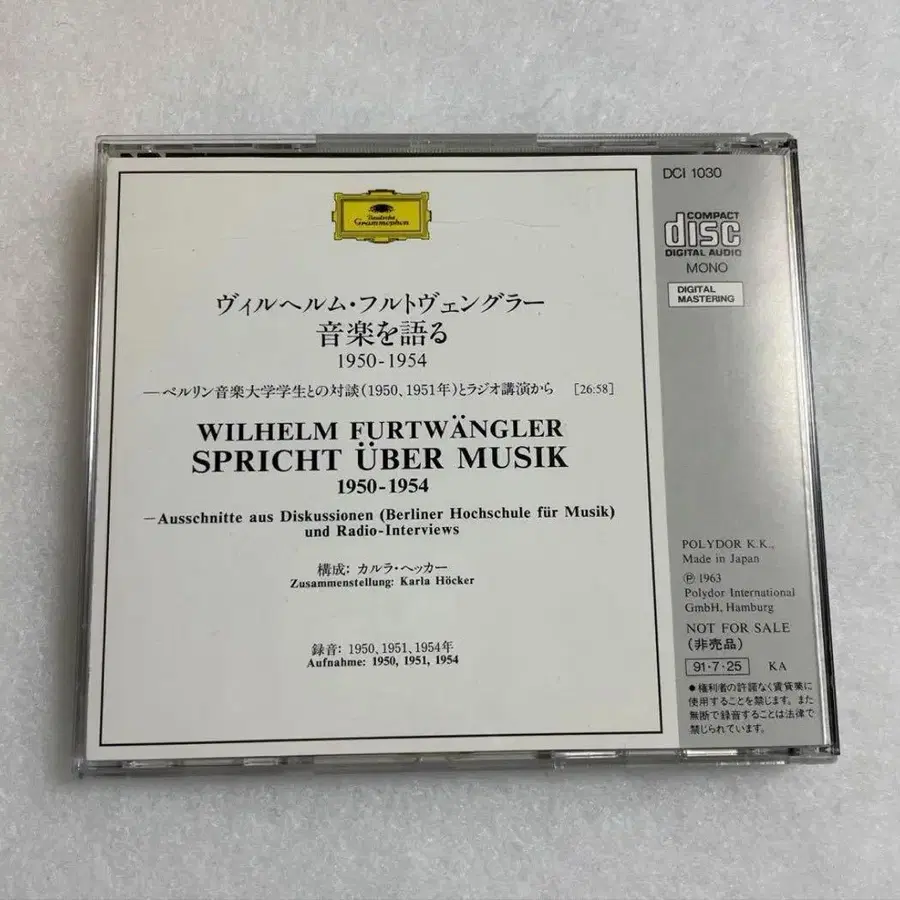 Deutsche
Grammophon
ヴィルヘルム・フルトヴェングラー
音楽を語る
1950-1954
—ベルリン音楽大学学生との対談(1950、1951年)とラジオ講演から [26:58]
WILHELM FURTWÄNGLER
SPRICHT ÜBER MUSIK
1950-1954
—Ausschnitte aus Diskussionen (Berliner Hochschule für Musik)
und Radio-Interviews
構成: カルラ・ヘッカー
Zusammenstellung: Karla Höcker
録音: 1950、1951、1954年
Aufnahme: 1950, 1951, 1954
DCI 1030
COMPACT
disc
DIGITAL AUDIO
MONO
DIGITAL
MASTERING
POLYDOR K.K.,
Made in Japan
Ⓟ 1963
Polydor International
GmbH, Hamburg
NOT FOR SALE
(非売品)
91・7・25 KA
●権利者の許諾なく賃貸業に
使用することを禁じます。また
無断で録音することは法律で
禁じられています。